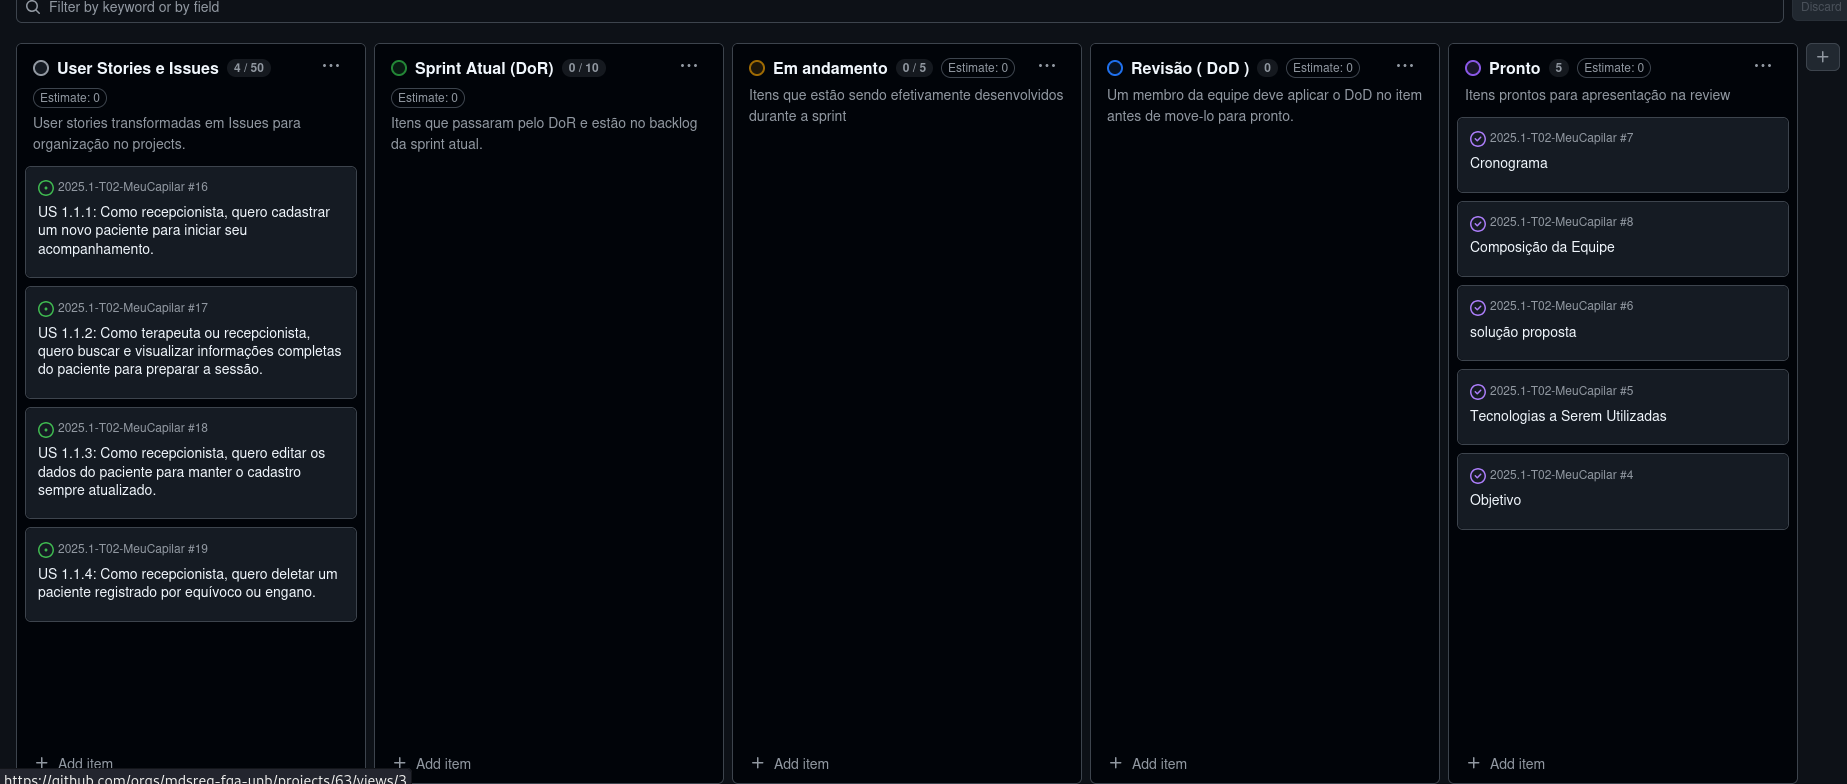 Filter by keyword or by field
Discard
User Stories e Issues 4 / 50
Estimate: 0
User stories transformadas em Issues para
organização no projects.
2025.1-T02-MeuCapilar #16
US 1.1.1: Como recepcionista, quero cadastrar
um novo paciente para iniciar seu
acompanhamento.
2025.1-T02-MeuCapilar #17
US 1.1.2: Como terapeuta ou recepcionista,
quero buscar e visualizar informações completas
do paciente para preparar a sessão.
2025.1-T02-MeuCapilar #18
US 1.1.3: Como recepcionista, quero editar os
dados do paciente para manter o cadastro
sempre atualizado.
2025.1-T02-MeuCapilar #19
US 1.1.4: Como recepcionista, quero deletar um
paciente registrado por equívoco ou engano.
Add item
Sprint Atual (DoR) 0 / 10
Estimate: 0
Itens que passaram pelo DoR e estão no backlog
da sprint atual.
Add item
Em andamento 0 / 5 Estimate: 0
Itens que estão sendo efetivamente desenvolvidos
durante a sprint
Add item
Revisão ( DoD ) 0 Estimate: 0
Um membro da equipe deve aplicar o DoD no item
antes de move-lo para pronto.
Add item
Pronto 5 Estimate: 0
Itens prontos para apresentação na review
2025.1-T02-MeuCapilar #7
Cronograma
2025.1-T02-MeuCapilar #8
Composição da Equipe
2025.1-T02-MeuCapilar #6
solução proposta
2025.1-T02-MeuCapilar #5
Tecnologias a Serem Utilizadas
2025.1-T02-MeuCapilar #4
Objetivo
Add item
https://github.com/orgs/mdsreq-fga-unb/projects/63/views/3